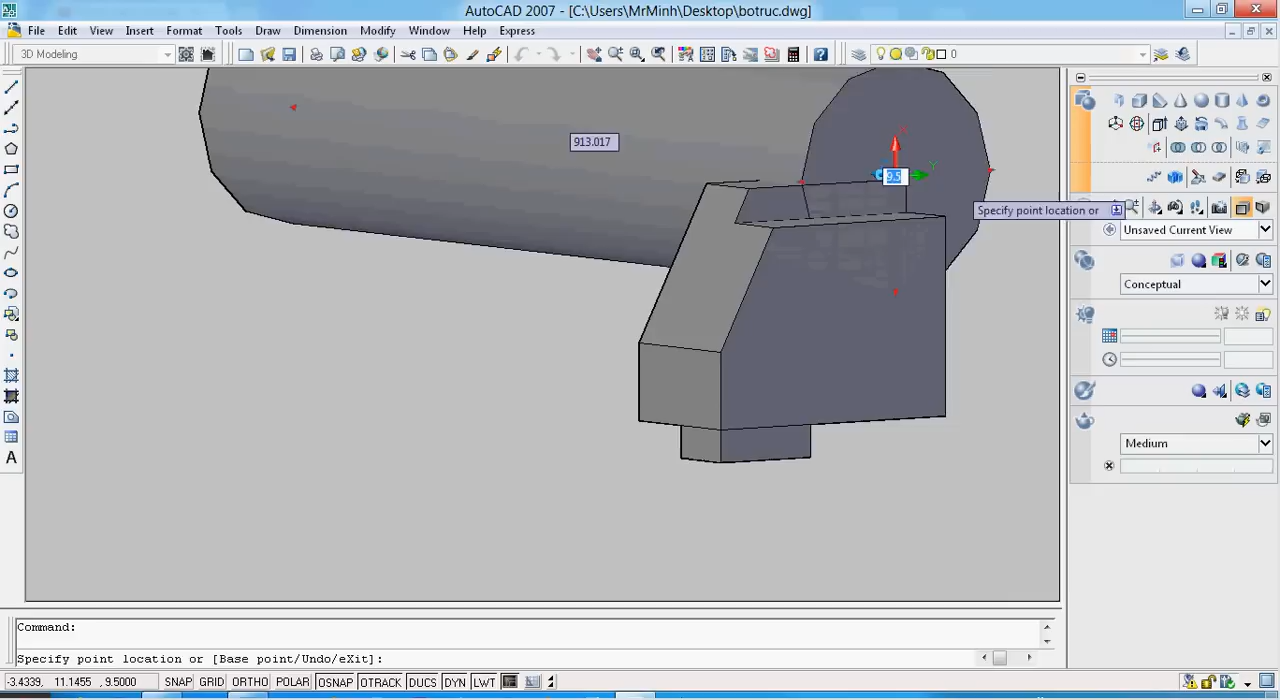 AutoCAD 2007 - [C:\Users\MrMinh\Desktop\botruc.dwg]
File Edit View Insert Format Tools Draw Dimension Modify Window Help Express
3D Modeling
0
913.017
9.5
Specify point location or
Unsaved Current View
Conceptual
Medium
A
Command:
Specify point location or [Base point/Undo/eXit]:
-3.4339, 11.1455 , 9.5000 SNAP GRID ORTHO POLAR OSNAP OTRACK DUCS DYN LWT